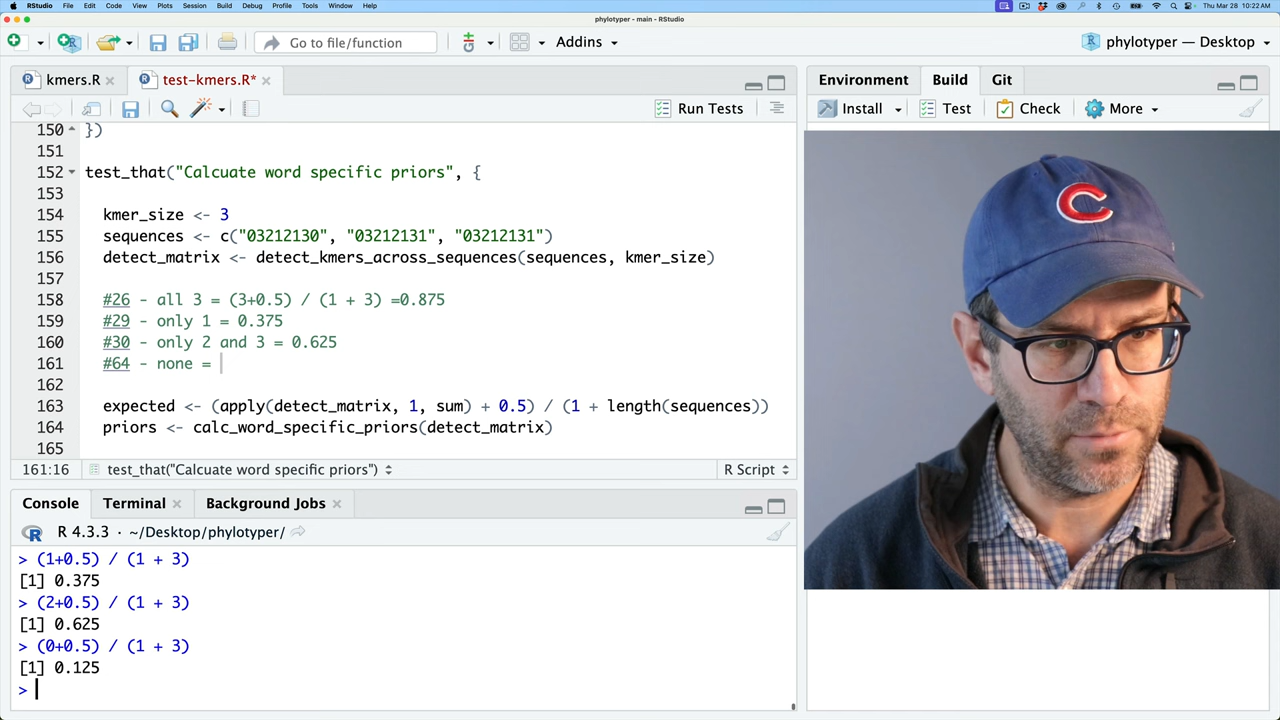 RStudio File Edit Code View Plots Session Build Debug Profile Tools Window Help Thu Mar 28 10:22 AM
phylotyper - main - RStudio
Go to file/function Addins phylotyper — Desktop
kmers.R test-kmers.R* Environment Build Git
Run Tests Install Test Check More
150 })
151
152 test_that("Calcuate word specific priors", {
153
154 kmer_size <- 3
155 sequences <- c("03212130", "03212131", "03212131")
156 detect_matrix <- detect_kmers_across_sequences(sequences, kmer_size)
157
158 #26 - all 3 = (3+0.5) / (1 + 3) =0.875
159 #29 - only 1 = 0.375
160 #30 - only 2 and 3 = 0.625
161 #64 - none =
162
163 expected <- (apply(detect_matrix, 1, sum) + 0.5) / (1 + length(sequences))
164 priors <- calc_word_specific_priors(detect_matrix)
165
161:16 test_that("Calcuate word specific priors") R Script
Console Terminal Background Jobs
R 4.3.3 · ~/Desktop/phylotyper/
> (1+0.5) / (1 + 3)
[1] 0.375
> (2+0.5) / (1 + 3)
[1] 0.625
> (0+0.5) / (1 + 3)
[1] 0.125
>
C